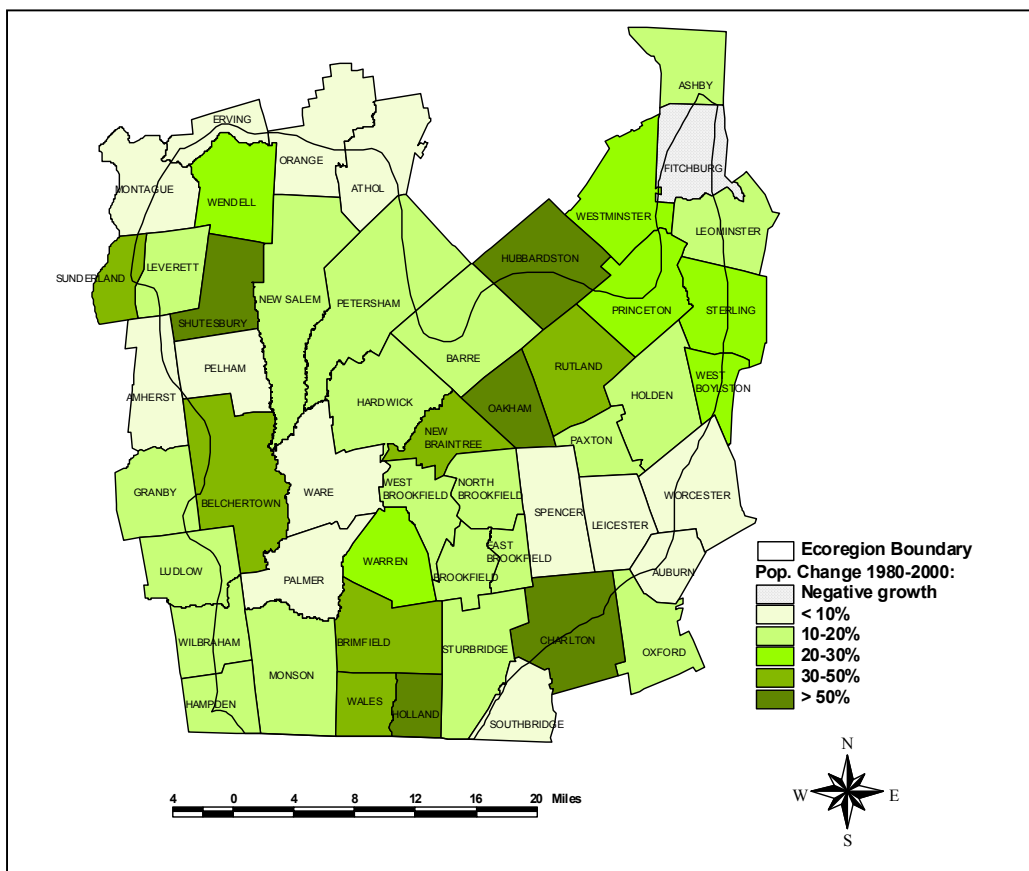 ASHBY
ERVING
ORANGE
FITCHBURG
MONTAGUE
ATHOL
WENDELL
WESTMINSTER
LEOMINSTER
HUBBARDSTON
SUNDERLAND
LEVERETT
NEW SALEM
PETERSHAM
PRINCETON
STERLING
SHUTESBURY
BARRE
PELHAM
RUTLAND
WEST
BOYLSTON
AMHERST
HARDWICK
OAKHAM
HOLDEN
NEW
BRAINTREE
PAXTON
GRANBY
BELCHERTOWN
WARE
WEST
BROOKFIELD
NORTH
BROOKFIELD
SPENCER
LEICESTER
WORCESTER
EAST
BROOKFIELD
LUDLOW
PALMER
WARREN
BROOKFIELD
AUBURN
WILBRAHAM
BRIMFIELD
STURBRIDGE
CHARLTON
OXFORD
MONSON
HAMPDEN
WALES
HOLLAND
SOUTHBRIDGE
Ecoregion Boundary
Pop. Change 1980-2000:
Negative growth
< 10%
10-20%
20-30%
30-50%
> 50%
4 0 4 8 12 16 20 Miles
N
W E
S